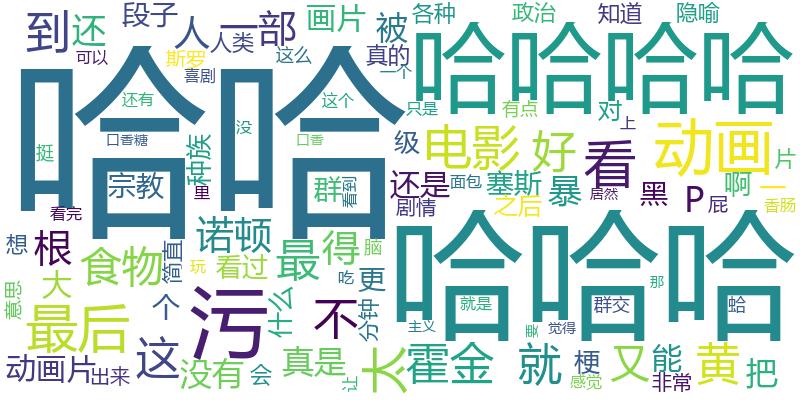 到 还 段子 人 人类 一部 画片 被 各种 政治 知道 隐喻
可以 斯罗 喜剧 这么 真的 一个
哈哈 哈哈哈哈
还有 这个 只是 有点 对 上
挺 口香糖 没 口香 级 电影 好 看 动画 片
宗教 种族 里 群 看到 还是 面包 塞斯 暴 居然 黑 P 屁 啊 一 香肠
看完 剧情 之后
想 根 简直 诺顿 最 得 脑 哈哈哈
意思 大 食物 玩 看过 什么 吃 更
最后 个 污 不 分钟 就是 群交 那 蛤
主义 觉得 要
动画片 出来 这 没有 会 真是 让 太 霍金 就 梗 又 能 黄 把
感觉 非常